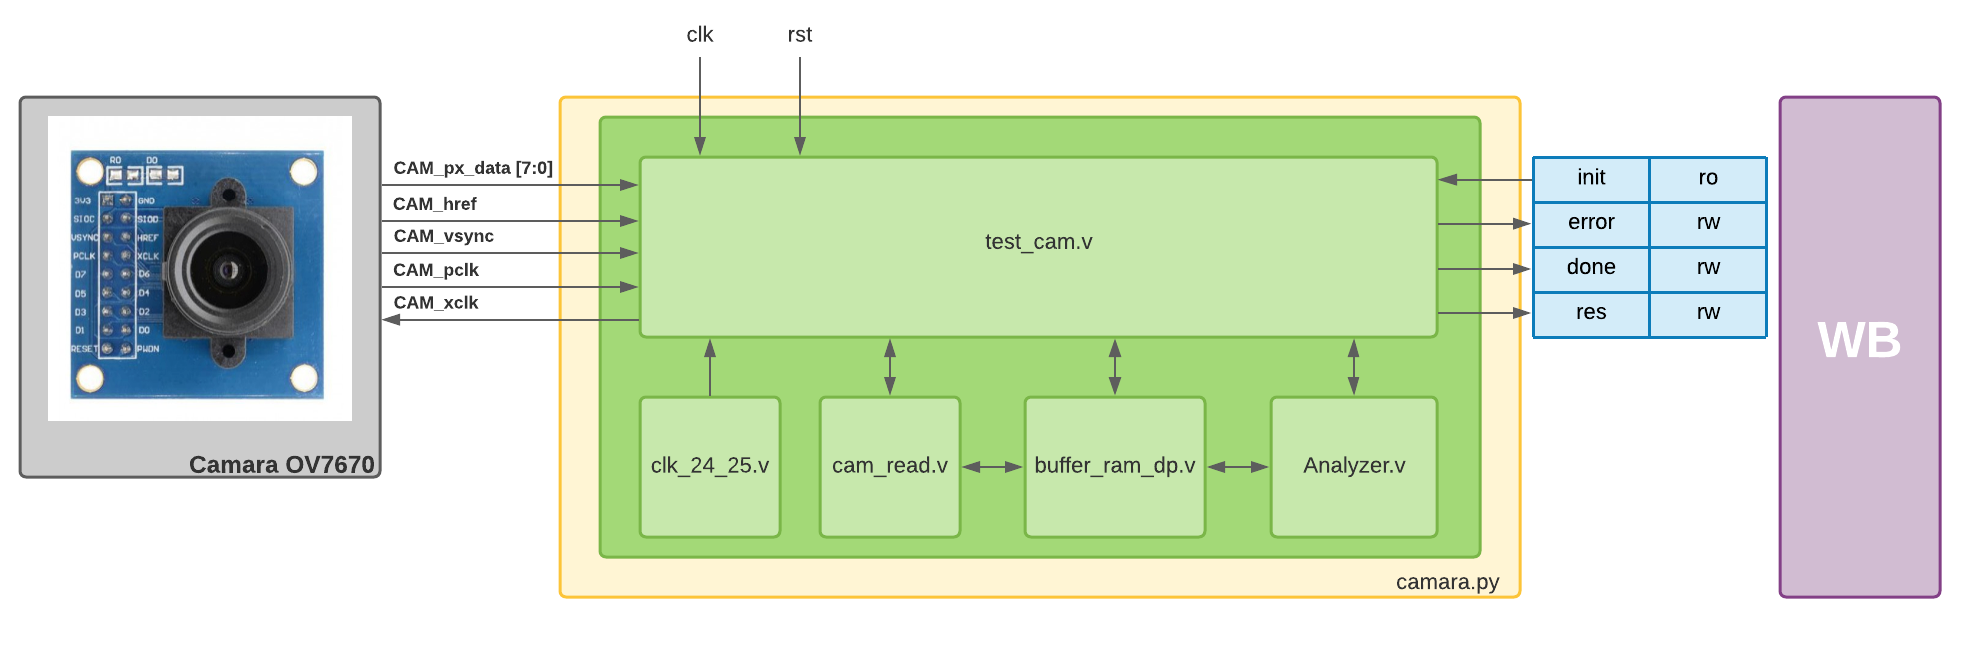 clk
rst
CAM_px_data [7:0]
CAM_href
CAM_vsync
CAM_pclk
CAM_xclk
R0 D0
3V3 GND
SIOC SIOD
VSYNC HREF
PCLK XCLK
D7 D6
D5 D4
D3 D2
D1 D0
RESET PWDN
Camara OV7670
test_cam.v
clk_24_25.v
cam_read.v
buffer_ram_dp.v
Analyzer.v
camara.py
init ro
error rw
done rw
res rw
WB